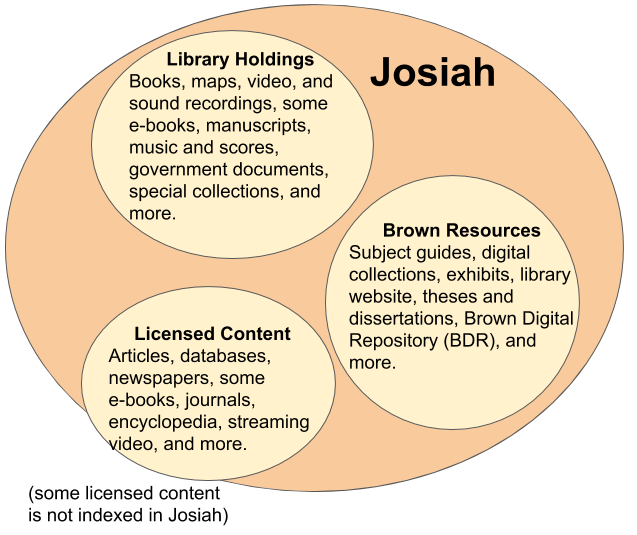 Josiah
Library Holdings
Books, maps, video, and
sound recordings, some
e-books, manuscripts,
music and scores,
government documents,
special collections, and
more.
Brown Resources
Subject guides, digital
collections, exhibits, library
website, theses and
dissertations, Brown Digital
Repository (BDR), and
more.
Licensed Content
Articles, databases,
newspapers, some
e-books, journals,
encyclopedia, streaming
video, and more.
(some licensed content
is not indexed in Josiah)